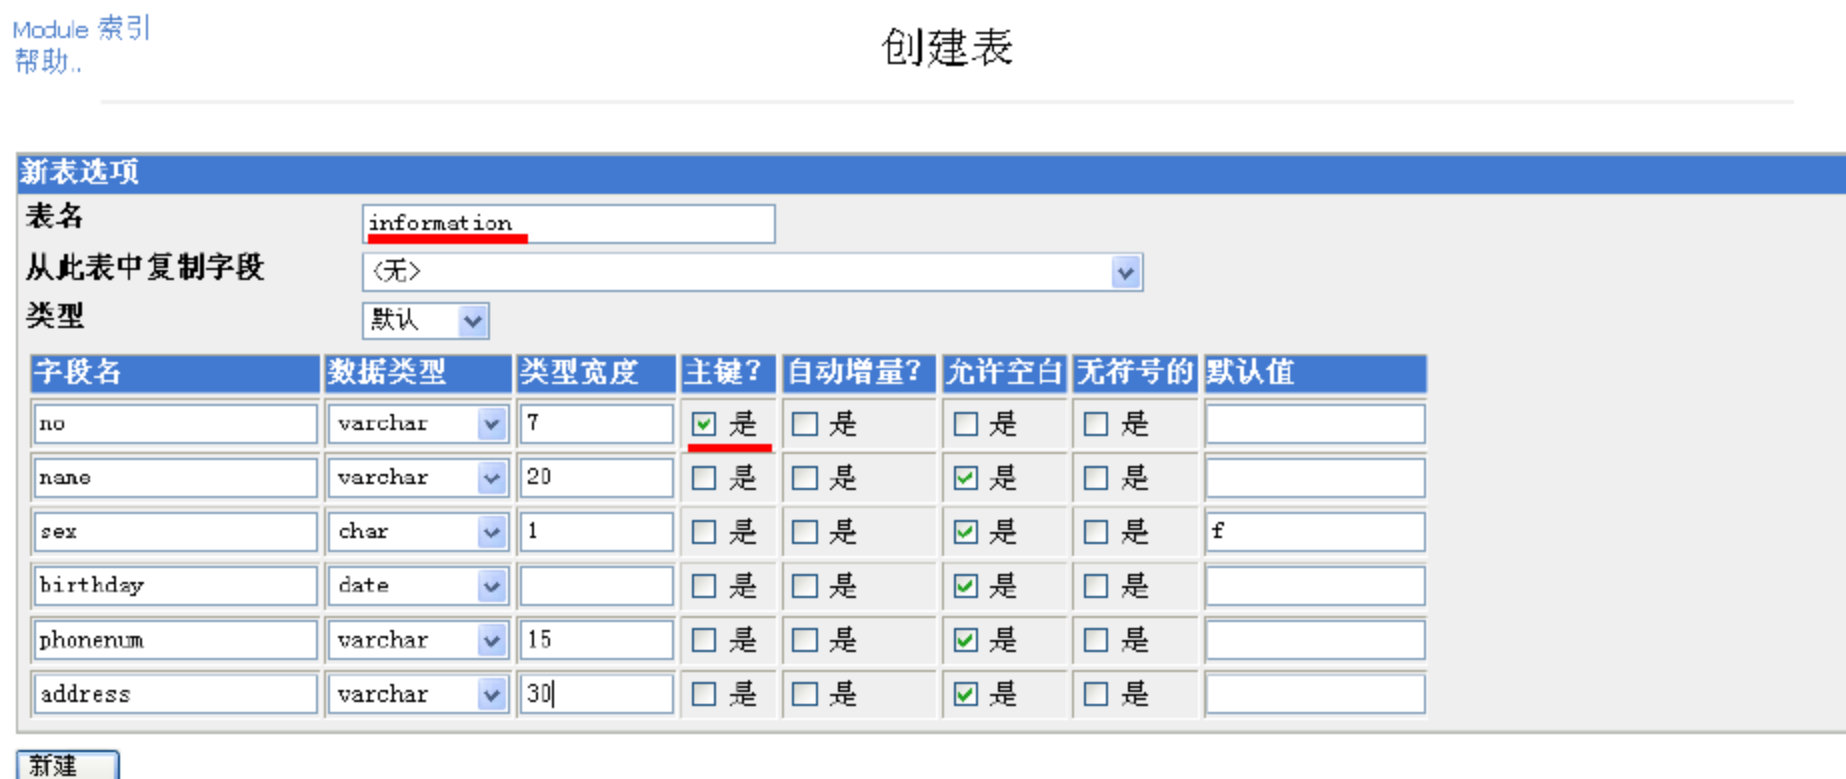 Module 索引
帮助..
创建表
新表选项
表名 information
从此表中复制字段 <无>
类型 默认
字段名 数据类型 类型宽度 主键? 自动增量? 允许空白 无符号的 默认值
no varchar 7 是 是 是 是
name varchar 20 是 是 是 是
sex char 1 是 是 是 是 f
birthday date 是 是 是 是
phonenum varchar 15 是 是 是 是
address varchar 30 是 是 是 是
新建